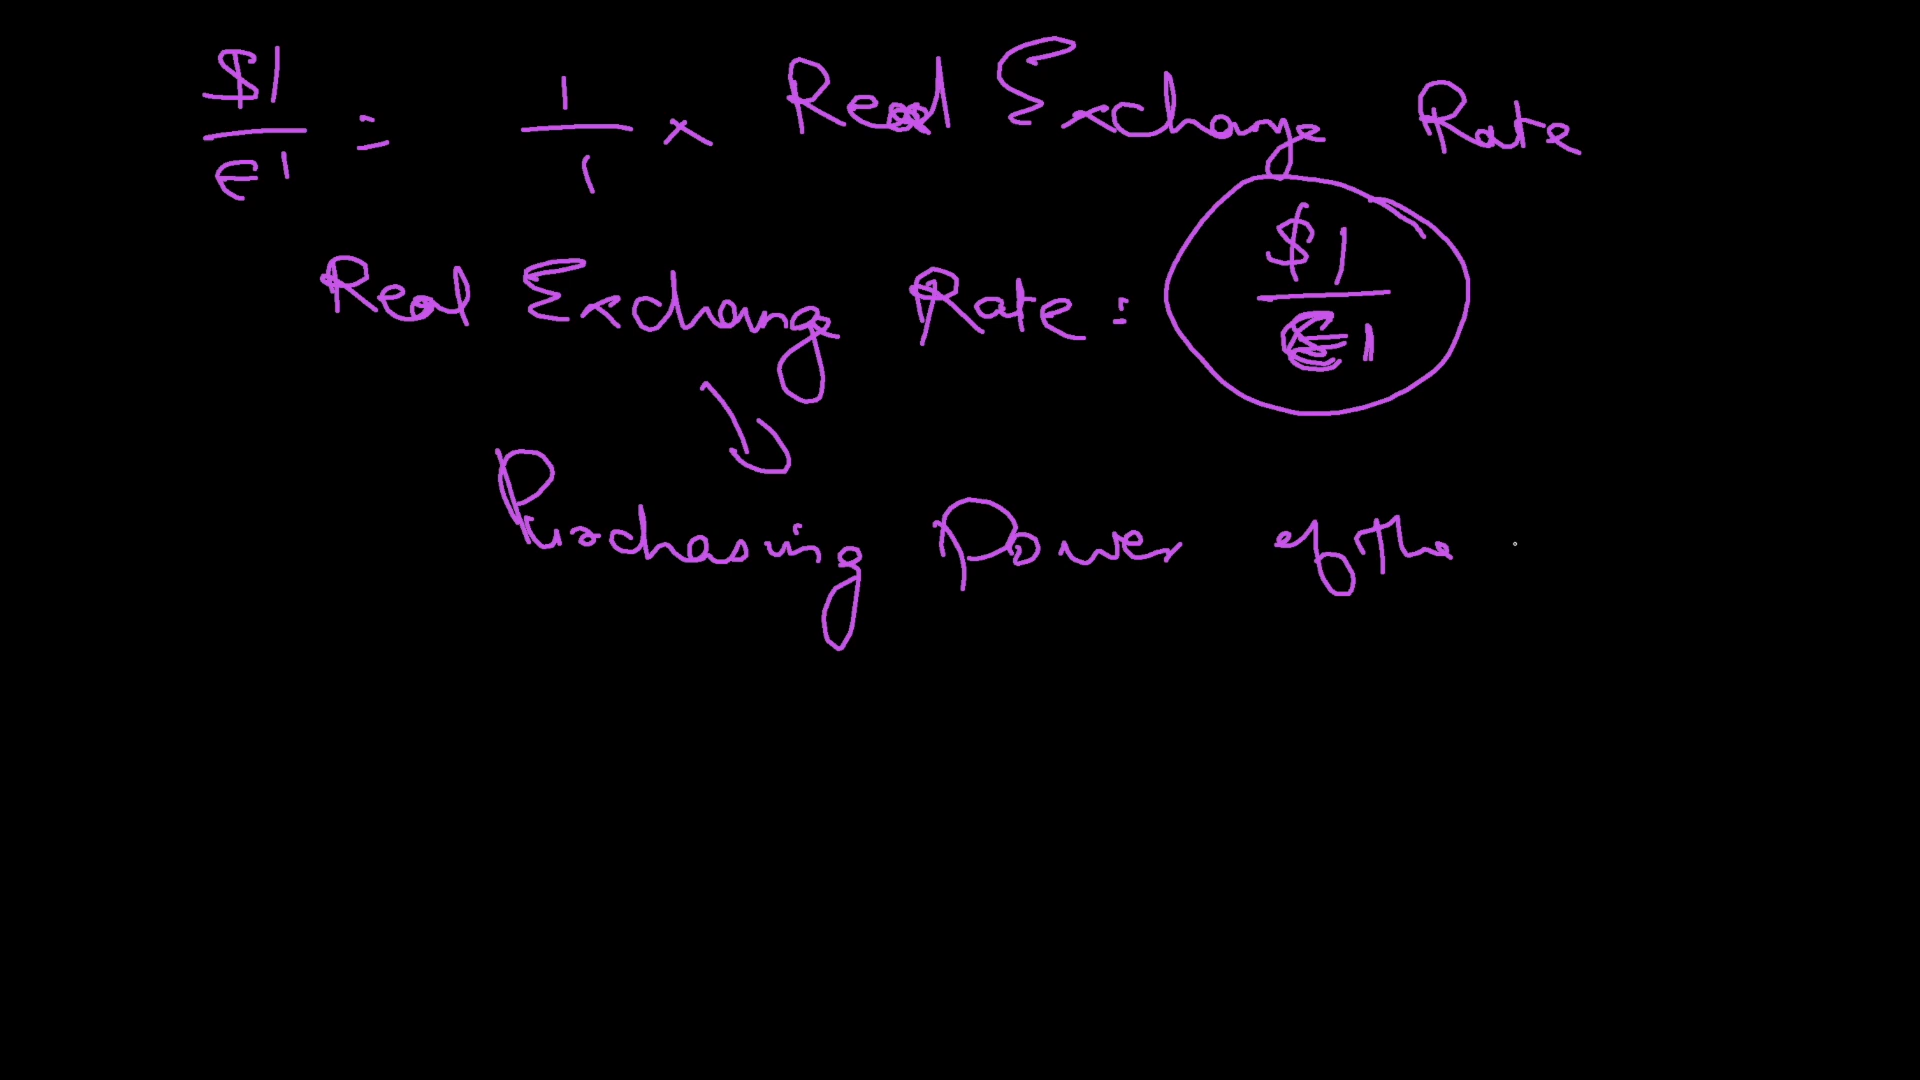 $1/€1 = 1/1 × Real Exchange Rate
Real Exchange Rate = $1/€1
Purchasing Power of the